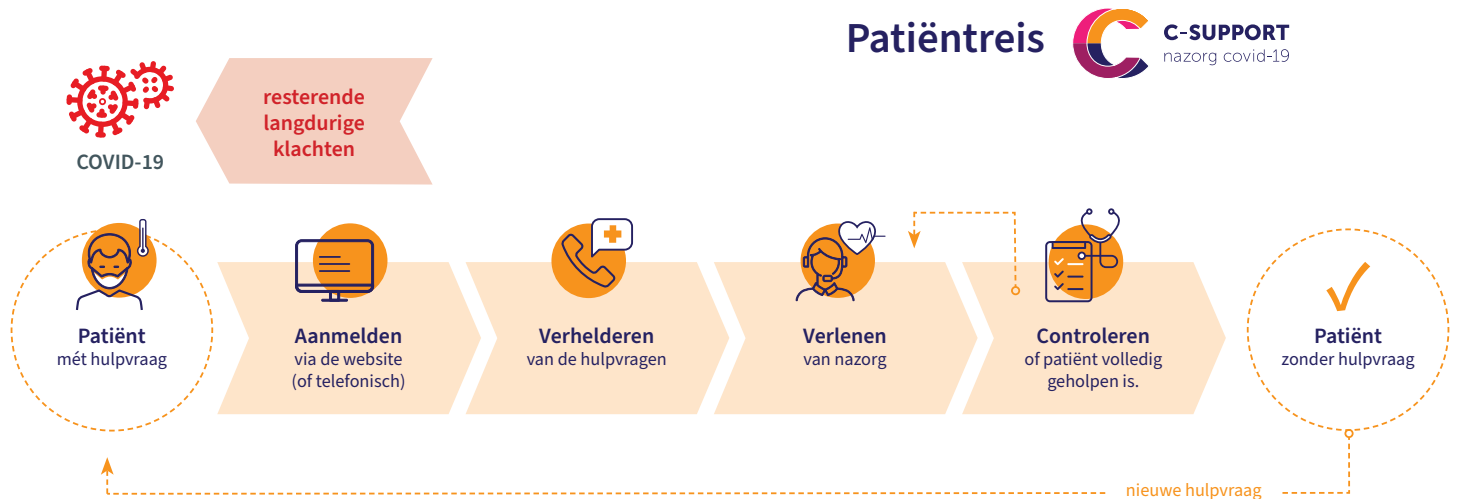 Patiëntreis
C-SUPPORT
nazorg covid-19
COVID-19
resterende
langdurige
klachten
Patiënt
mét hulpvraag
Aanmelden
via de website
(of telefonisch)
Verhelderen
van de hulpvragen
Verlenen
van nazorg
Controleren
of patiënt volledig
geholpen is.
Patiënt
zonder hulpvraag
nieuwe hulpvraag